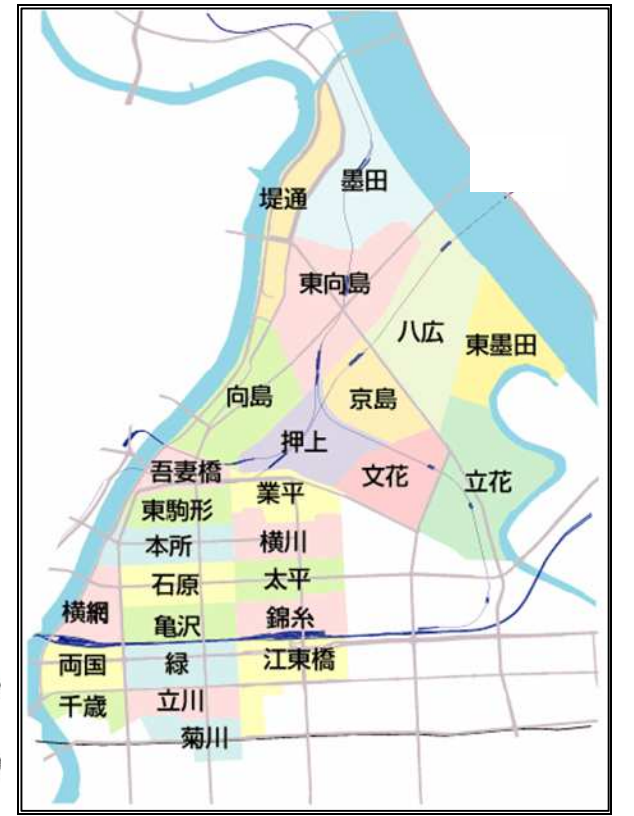 墨田
堤通
東向島
八広
東墨田
向島
京島
押上
吾妻橋
文花
立花
業平
東駒形
本所
横川
石原
太平
横網
亀沢
錦糸
両国
緑
江東橋
千歳
立川
菊川